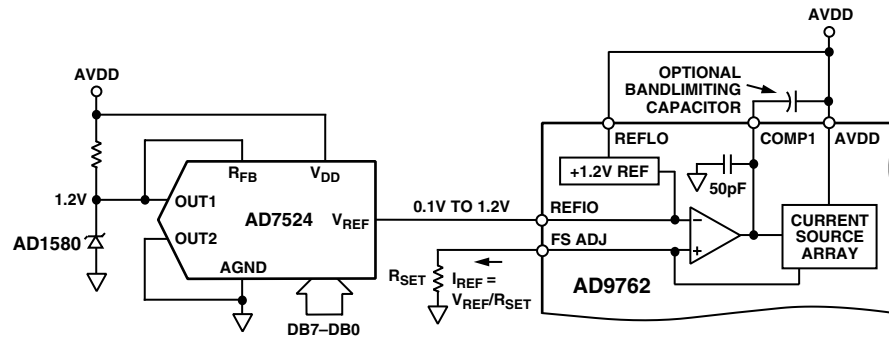 AVDD
OPTIONAL
BANDLIMITING
CAPACITOR
AVDD
REFLO
COMP1
AVDD
RFB
VDD
+1.2V REF
50pF
1.2V
OUT1
AD7524
VREF
0.1V TO 1.2V
REFIO
–
+
CURRENT
SOURCE
ARRAY
AD1580
OUT2
FS ADJ
AGND
RSET
IREF =
VREF/RSET
AD9762
DB7–DB0